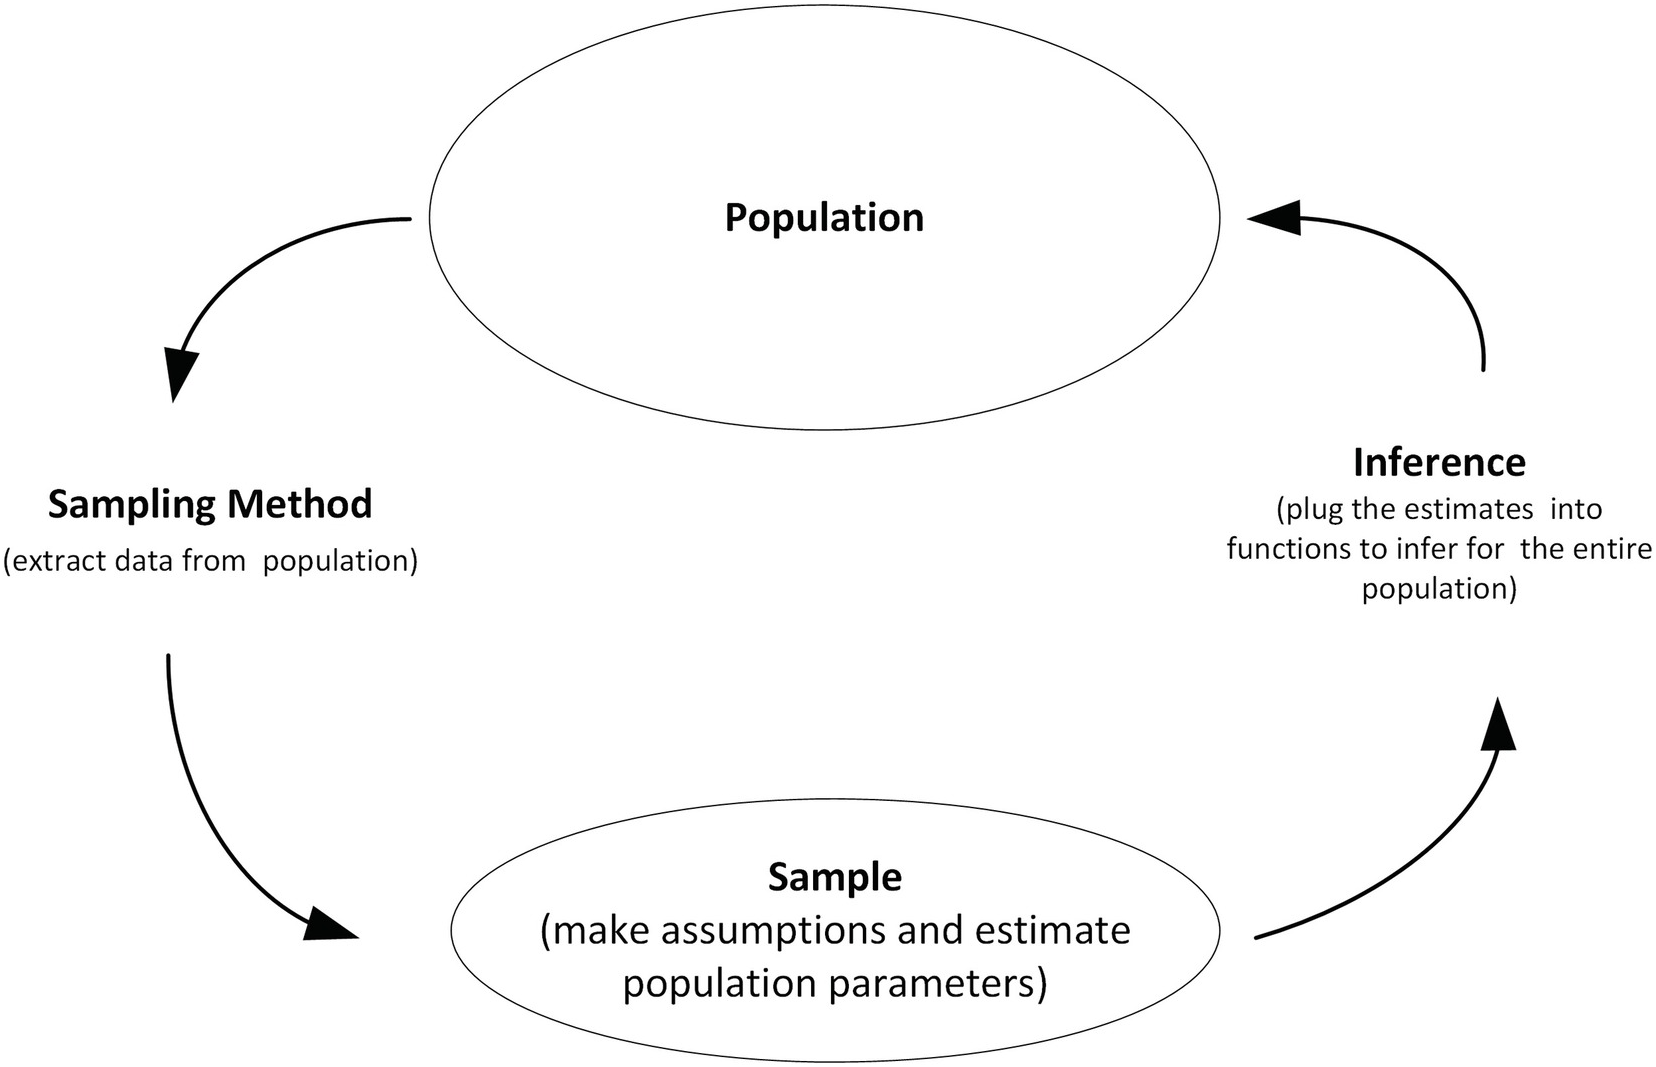 Population
Sampling Method
(extract data from  population)
Inference
(plug the estimates  into
functions to infer for  the entire
population)
Sample
(make assumptions and estimate
population parameters)